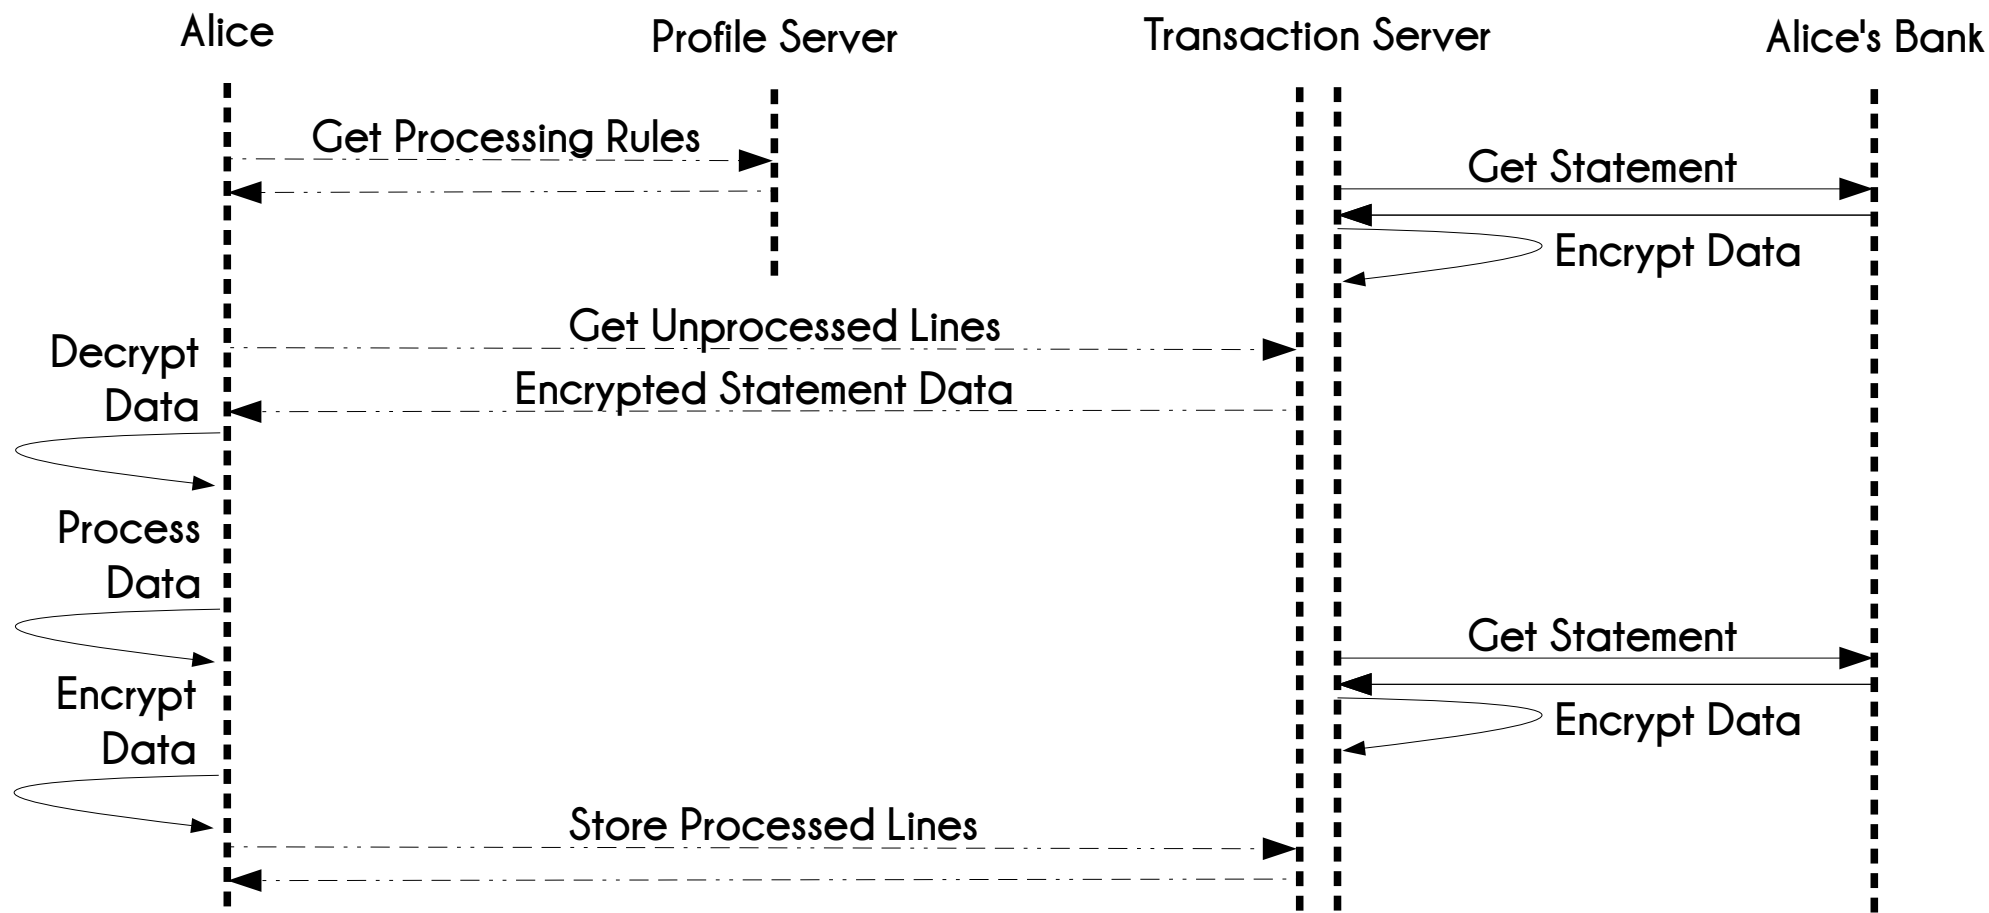 Alice
Profile Server
Transaction Server
Alice's Bank
Get Processing Rules
Get Statement
Encrypt Data
Get Unprocessed Lines
Decrypt
Data
Encrypted Statement Data
Process
Data
Get Statement
Encrypt
Data
Encrypt Data
Store Processed Lines